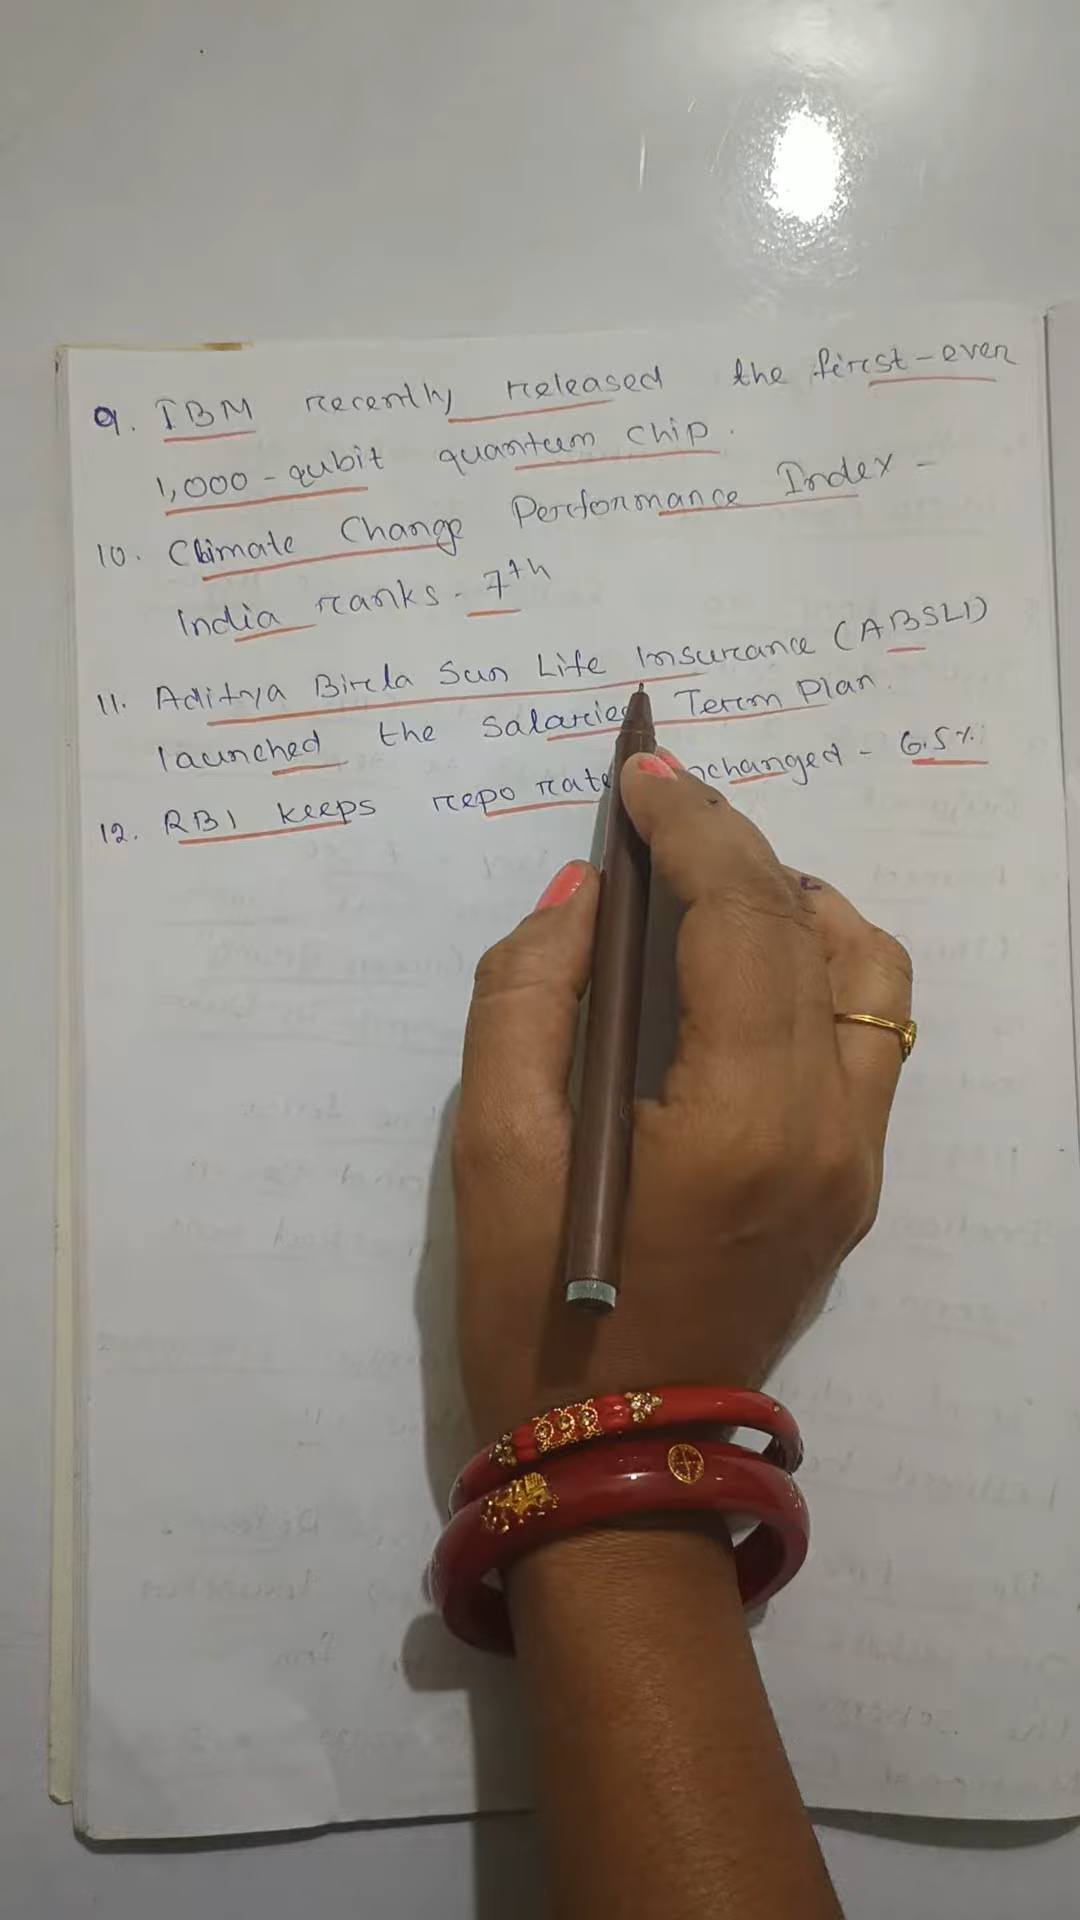 9. IBM recently released the first-ever
1,000-qubit quantum chip.
10. Climate Change Performance Index -
India ranks - 7th
11. Aditya Birla Sun Life Insurance (ABSLI)
launched the Salaried Term Plan.
12. RBI keeps repo rate unchanged - 6.5%